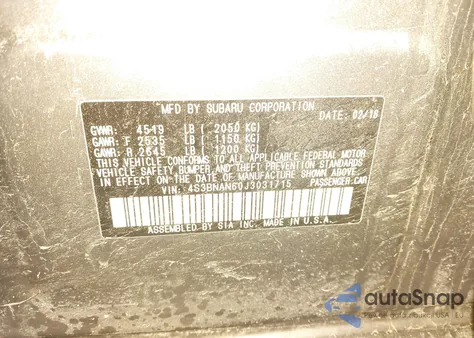 MFD BY SUBARU CORPORATION
DATE: 02/18
GVWR: 4519 LB ( 2050 KG)
GAWR: F 2535 LB ( 1150 KG)
GAWR: R 2645 LB ( 1200 KG)
THIS VEHICLE CONFORMS TO ALL APPLICABLE FEDERAL MOTOR
VEHICLE SAFETY, BUMPER, AND THEFT PREVENTION STANDARDS
IN EFFECT ON THE DATE OF MANUFACTURE SHOWN ABOVE.
VIN: 4S3BNAN60J3031715 PASSENGER CAR
ASSEMBLED BY SIA INC. MADE IN U.S.A.
autaSnap